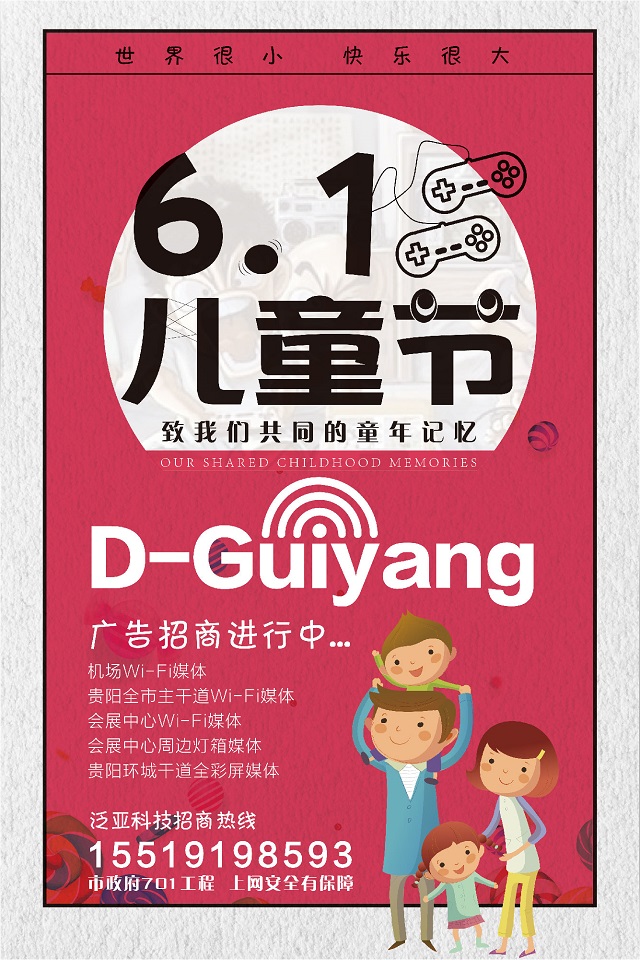 世界很小 快乐很大
6.1
儿童节
致我们共同的童年记忆
OUR SHARED CHILDHOOD MEMORIES
D-Guiyang
广告招商进行中...
机场Wi-Fi媒体
贵阳全市主干道Wi-Fi媒体
会展中心Wi-Fi媒体
会展中心周边灯箱媒体
贵阳环城干道全彩屏媒体
泛亚科技招商热线
15519198593
市政府701工程 上网安全有保障